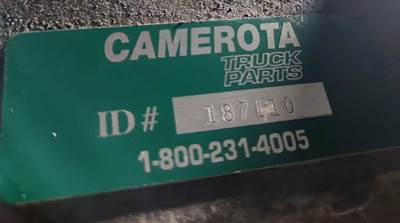 CAMEROTA
TRUCK
PARTS
ID # 187110
1-800-231-4005